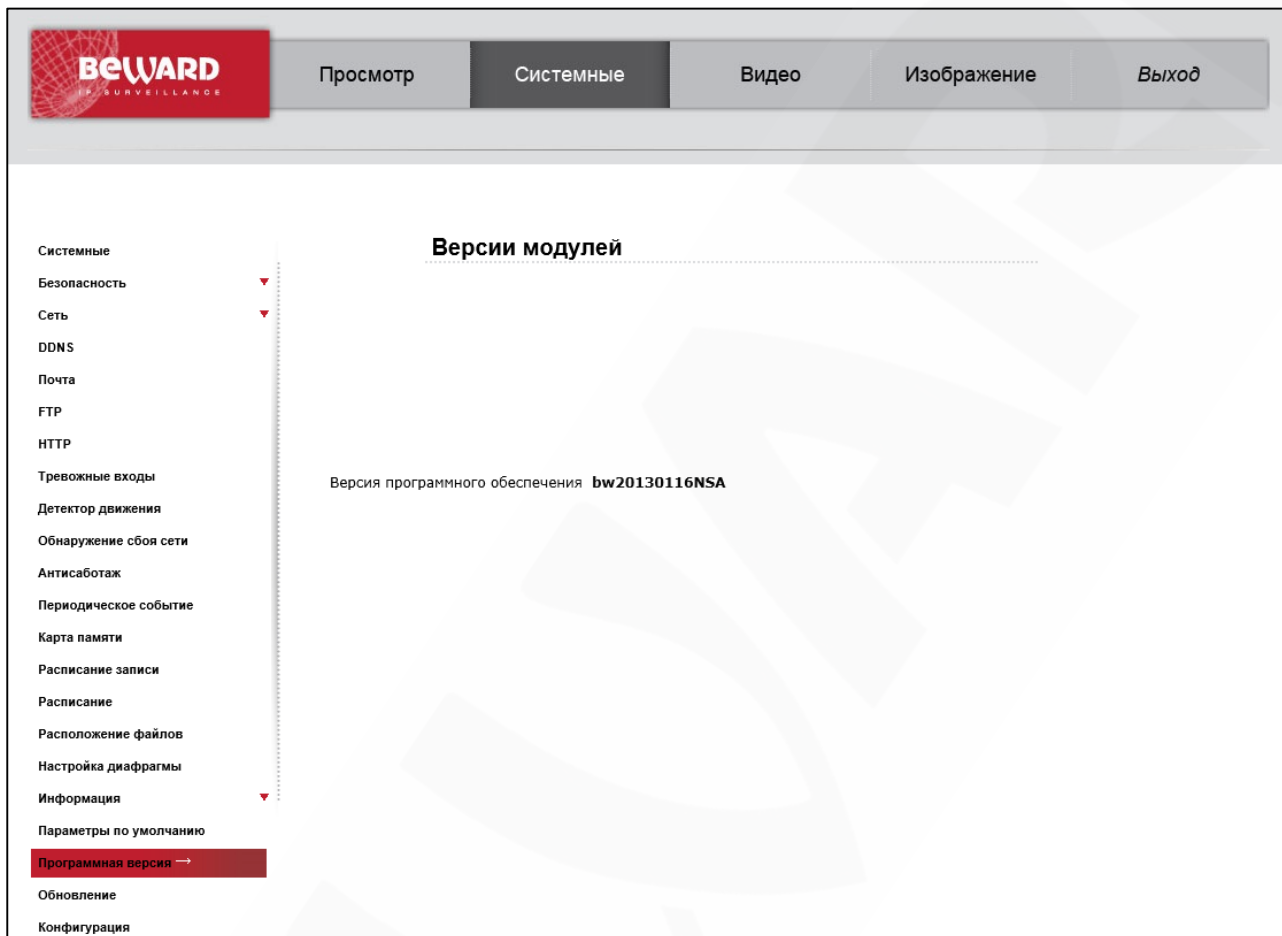 BEWARD
IP SURVEILLANCE
Просмотр
Системные
Видео
Изображение
Выход
Версии модулей
Системные
Безопасность
Сеть
DDNS
Почта
FTP
HTTP
Тревожные входы
Детектор движения
Обнаружение сбоя сети
Антисаботаж
Периодическое событие
Карта памяти
Расписание записи
Расписание
Расположение файлов
Настройка диафрагмы
Информация
Параметры по умолчанию
Программная версия →
Обновление
Конфигурация
Версия программного обеспечения bw20130116NSA